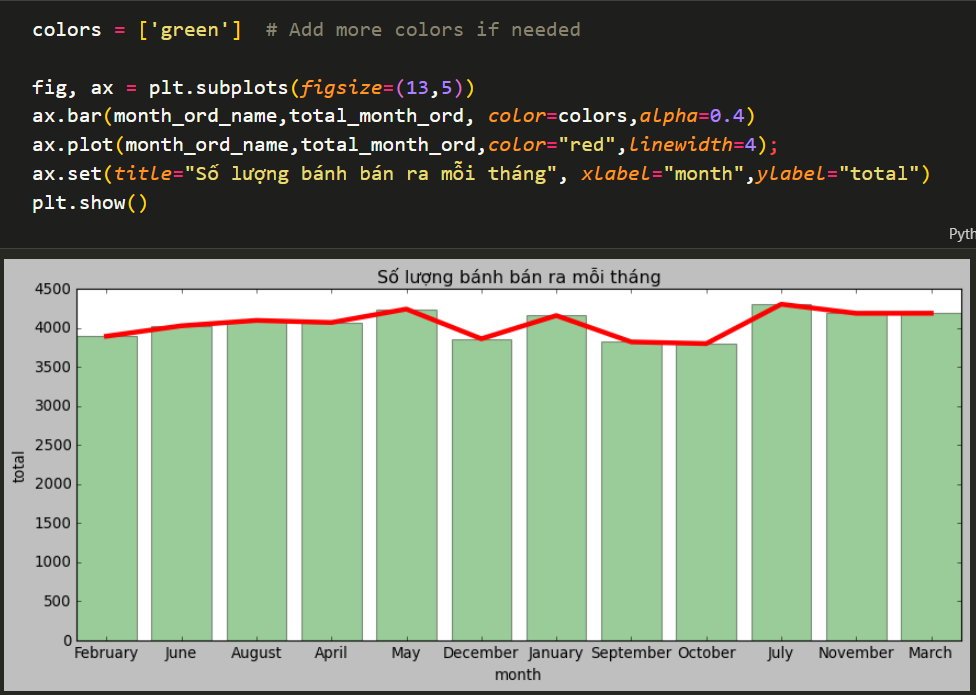 colors = ['green']  # Add more colors if needed
fig, ax = plt.subplots(figsize=(13,5))
ax.bar(month_ord_name,total_month_ord, color=colors,alpha=0.4)
ax.plot(month_ord_name,total_month_ord,color="red",linewidth=4);
ax.set(title="Số lượng bánh bán ra mỗi tháng", xlabel="month",ylabel="total")
plt.show()
Pyth
Số lượng bánh bán ra mỗi tháng
4500
4000
3500
3000
2500
2000
1500
1000
500
0
total
February June August April May December January September October July November March
month